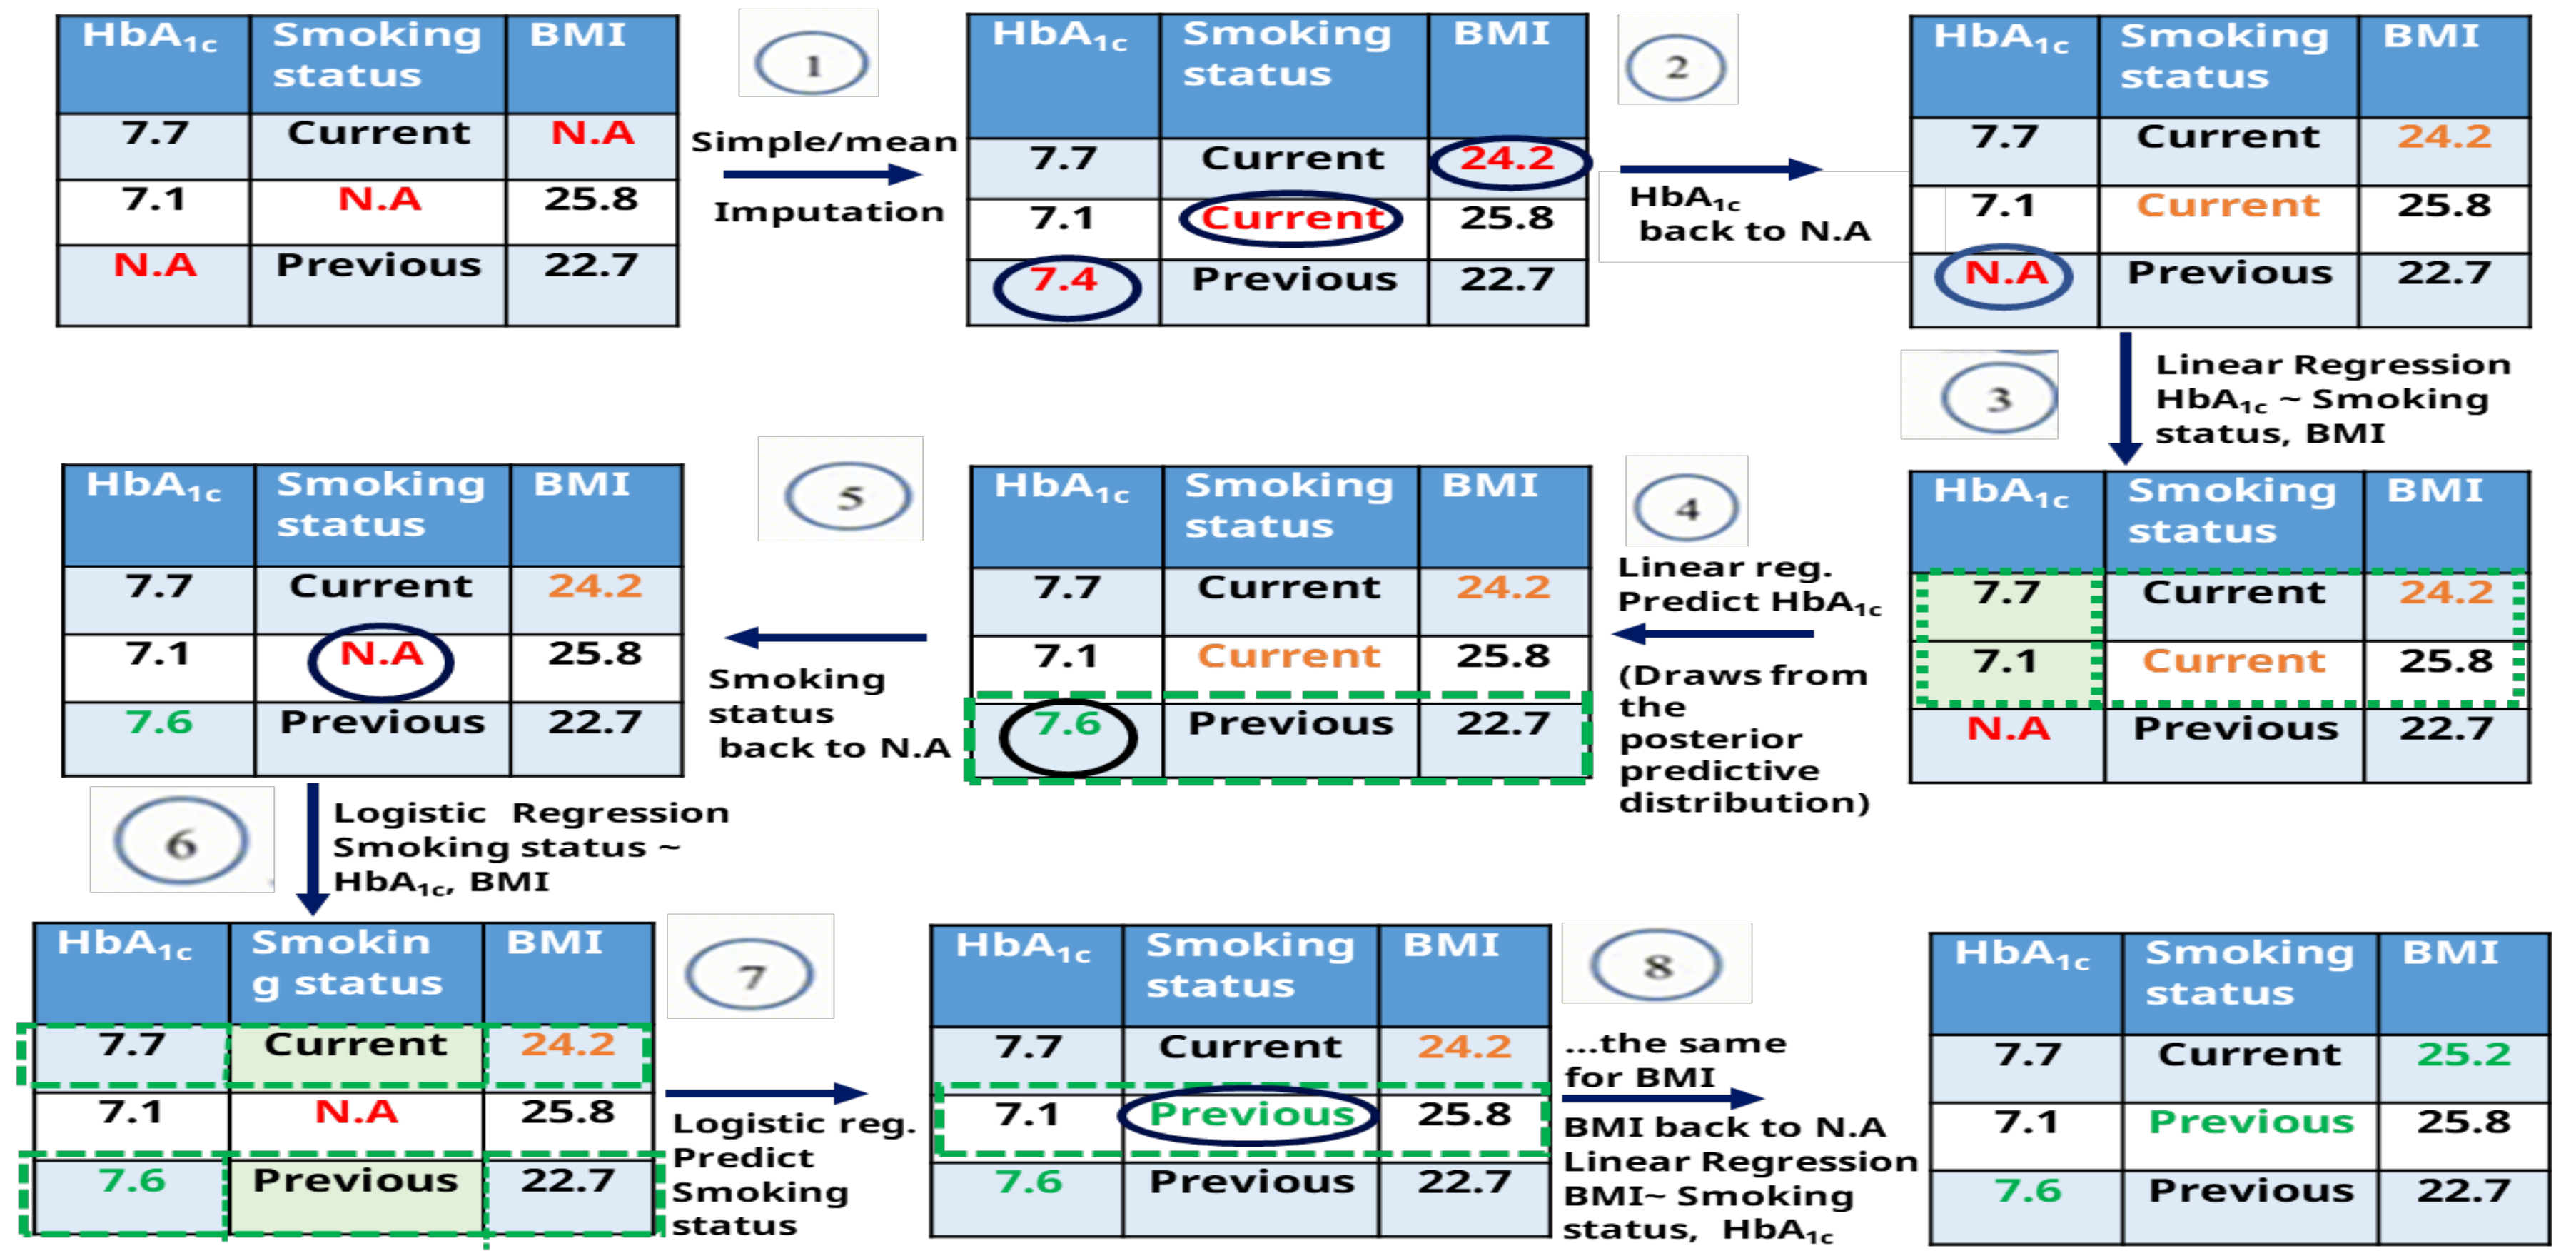 HbA1c Smoking status BMI
7.7 Current N.A
7.1 N.A 25.8
N.A Previous 22.7
1
Simple/mean
Imputation
HbA1c Smoking status BMI
7.7 Current 24.2
7.1 Current 25.8
7.4 Previous 22.7
2
HbA1c
back to N.A
HbA1c Smoking status BMI
7.7 Current 24.2
7.1 Current 25.8
N.A Previous 22.7
3
Linear Regression
HbA1c ~ Smoking
status, BMI
HbA1c Smoking status BMI
7.7 Current 24.2
7.1 Current 25.8
N.A Previous 22.7
4
Linear reg.
Predict HbA1c
(Draws from
the
posterior
predictive
distribution)
HbA1c Smoking status BMI
7.7 Current 24.2
7.1 Current 25.8
7.6 Previous 22.7
5
Smoking
status
back to N.A
HbA1c Smoking status BMI
7.7 Current 24.2
7.1 N.A 25.8
7.6 Previous 22.7
6
Logistic Regression
Smoking status ~
HbA1c, BMI
HbA1c Smokin g status BMI
7.7 Current 24.2
7.1 N.A 25.8
7.6 Previous 22.7
7
Logistic reg.
Predict
Smoking
status
HbA1c Smoking status BMI
7.7 Current 24.2
7.1 Previous 25.8
7.6 Previous 22.7
8
...the same
for BMI
BMI back to N.A
Linear Regression
BMI~ Smoking
status, HbA1c
HbA1c Smoking status BMI
7.7 Current 25.2
7.1 Previous 25.8
7.6 Previous 22.7